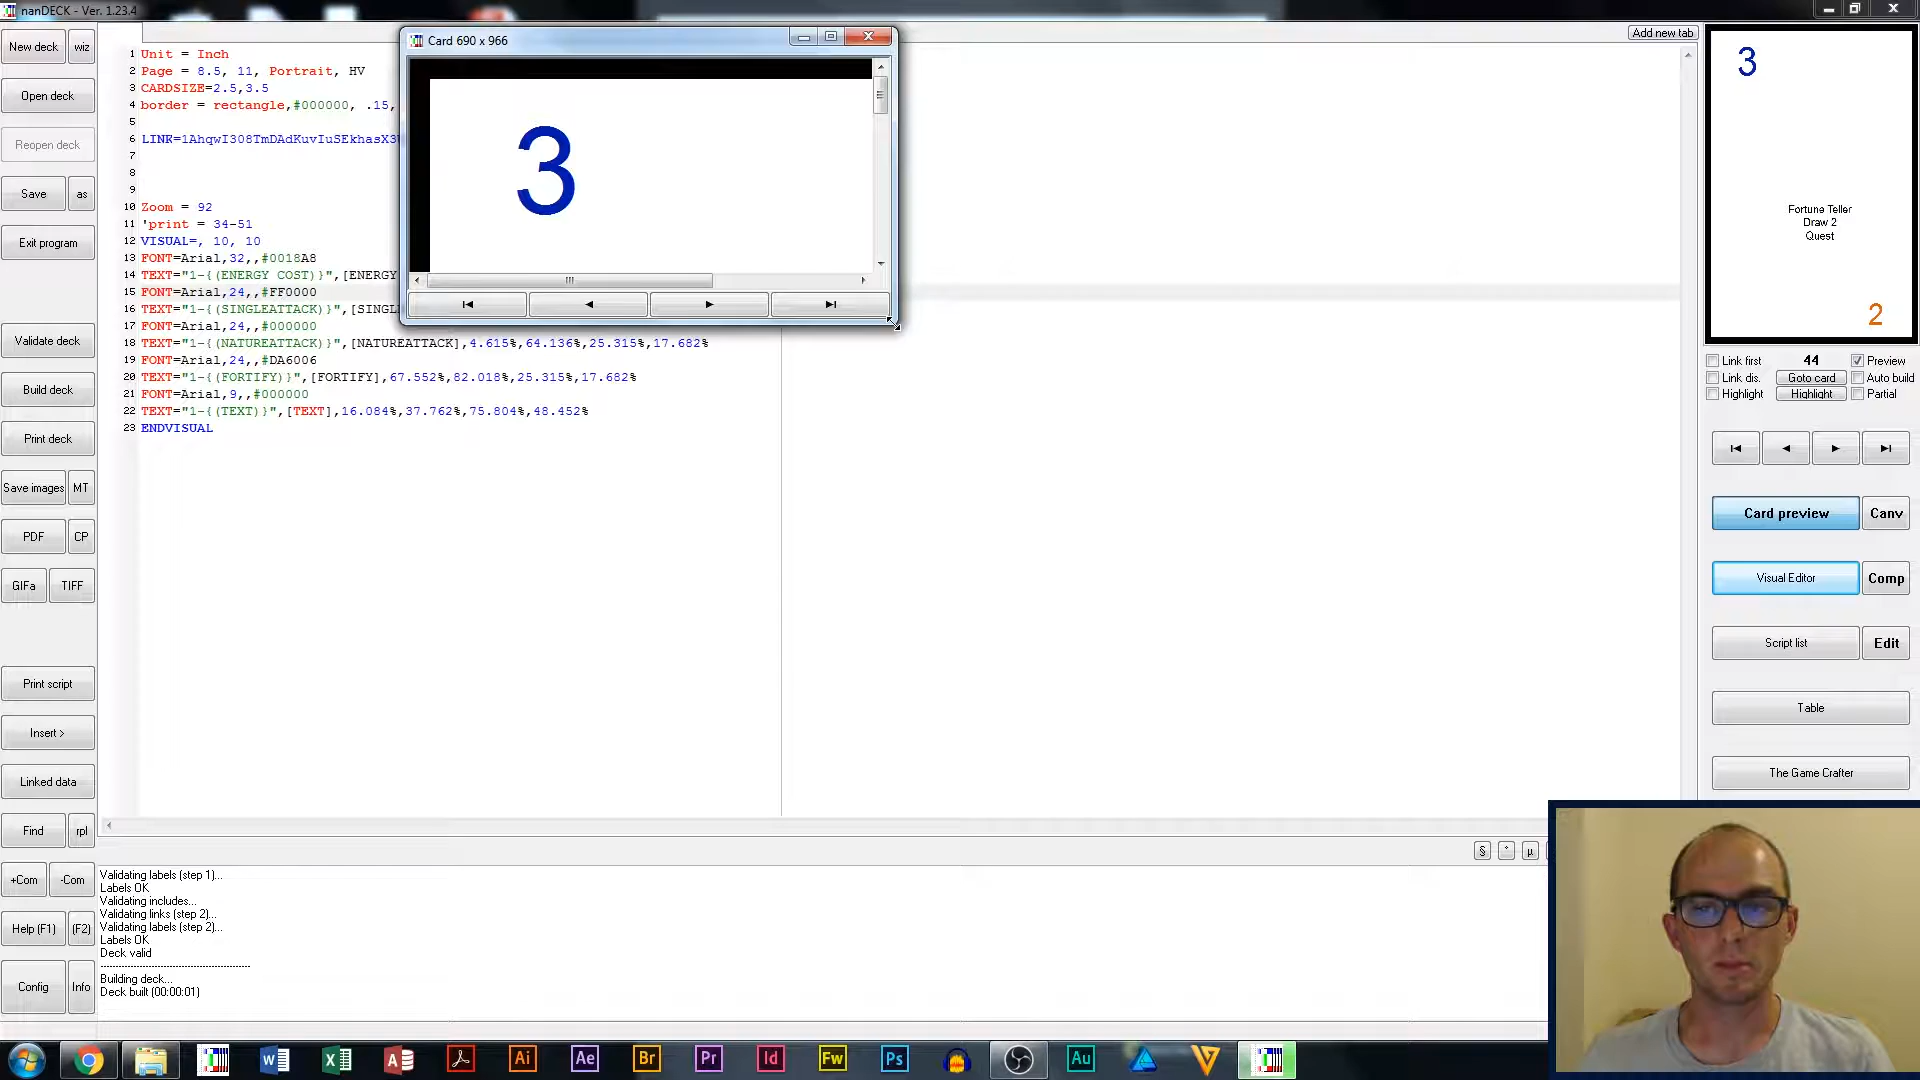 nanDECK - Ver. 1.23.4
New deck
wiz
Open deck
Reopen deck
Save
as
Exit program
Validate deck
Build deck
Print deck
Save images
MT
PDF
CP
GIFa
TIFF
Print script
Insert >
Linked data
Find
rpl
+Com
-Com
Help (F1)
(F2)
Config
Info
1 Unit = Inch
2 Page = 8.5, 11, Portrait, HV
3 CARDSIZE=2.5,3.5
4 border = rectangle,#000000, .15,
5
6 LINK=1AhqwI308TmDAdKuvIuSEkhasX3
7
8
9
10 Zoom = 92
11 'print = 34-51
12 VISUAL=, 10, 10
13 FONT=Arial,32,,#0018A8
14 TEXT="1-{(ENERGY COST)}",[ENERGY
15 FONT=Arial,24,,#FF0000
16 TEXT="1-{(SINGLEATTACK)}",[SINGL
17 FONT=Arial,24,,#000000
18 TEXT="1-{(NATUREATTACK)}",[NATUREATTACK],4.615%,64.136%,25.315%,17.682%
19 FONT=Arial,24,,#DA6006
20 TEXT="1-{(FORTIFY)}",[FORTIFY],67.552%,82.018%,25.315%,17.682%
21 FONT=Arial,9,,#000000
22 TEXT="1-{(TEXT)}",[TEXT],16.084%,37.762%,75.804%,48.452%
23 ENDVISUAL
Card 690 x 966
3
Add new tab
3
Fortune Teller
Draw 2
Quest
2
Link first
44
Preview
Link dis.
Goto card
Auto build
Highlight
Highlight
Partial
Card preview
Canv
Visual Editor
Comp
Script list
Edit
Table
The Game Crafter
§
°
µ
Validating labels (step 1)...
Labels OK
Validating includes...
Validating links (step 2)...
Validating labels (step 2)...
Labels OK
Deck valid
Building deck...
Deck built (00:00:01)
Ai
Ae
Br
Pr
Id
Fw
Ps
Au